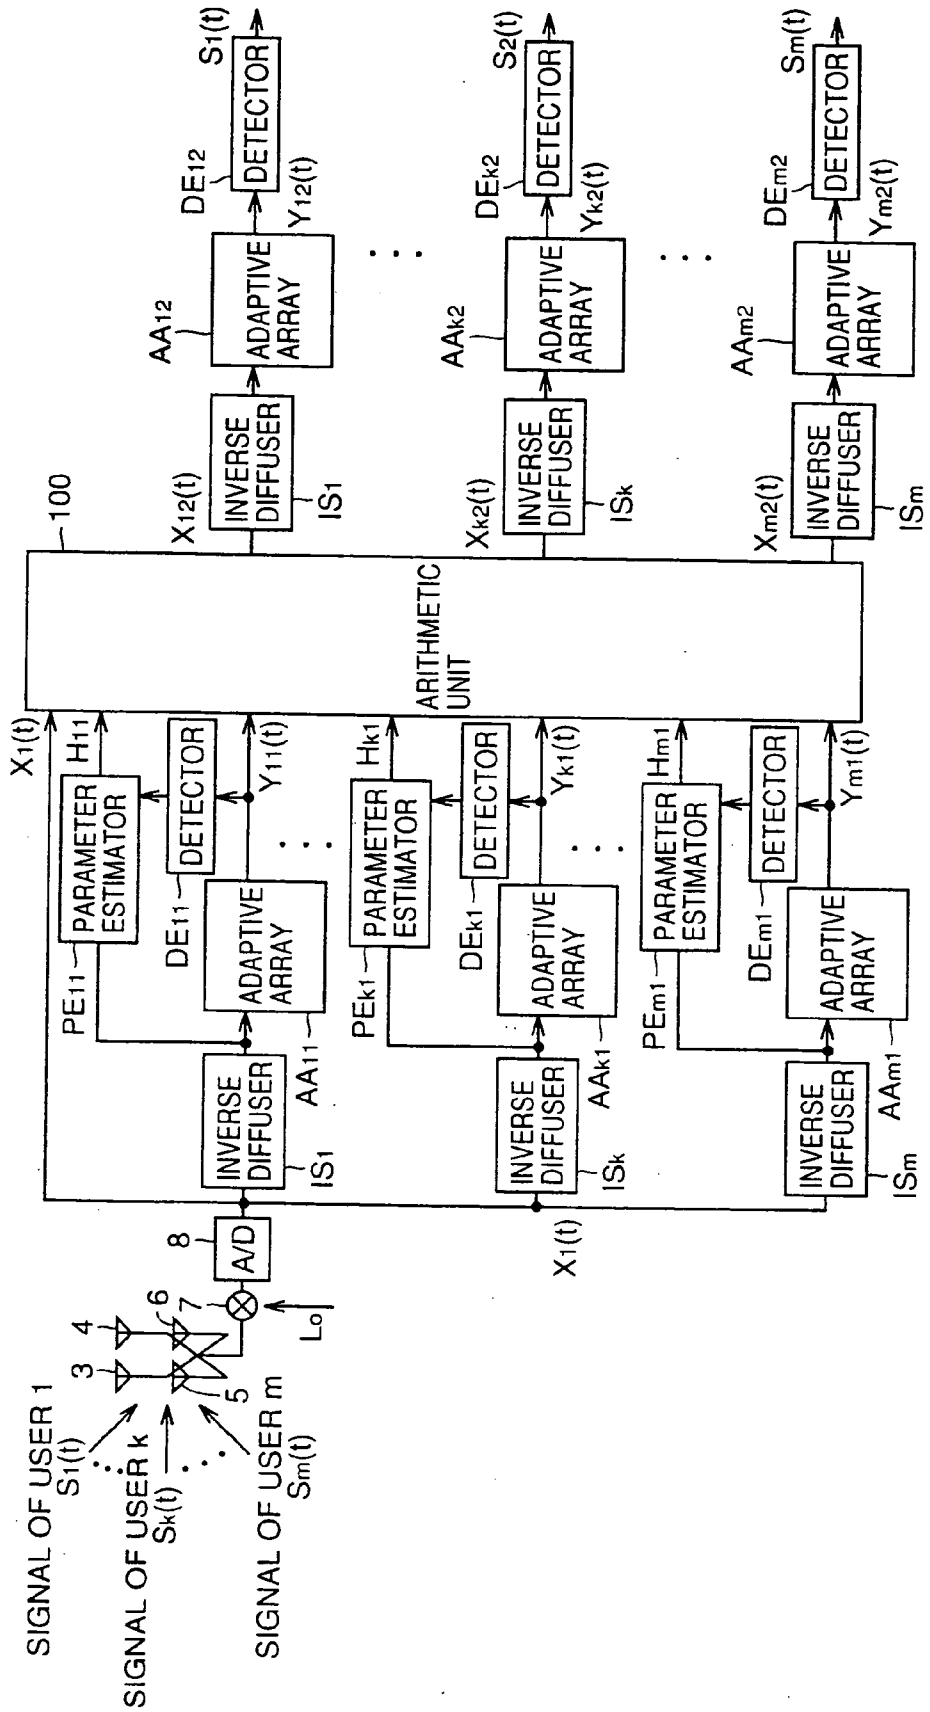 SIGNAL OF USER 1
S1(t)
SIGNAL OF USER k
Sk(t)
SIGNAL OF USER m
Sm(t)
3
4
5
6
7
Lo
8
A/D
X1(t)
X1(t)
INVERSE
DIFFUSER
IS1
PE11
PARAMETER
ESTIMATOR
H11
DE11
DETECTOR
ADAPTIVE
ARRAY
AA11
Y11(t)
INVERSE
DIFFUSER
ISk
PEk1
PARAMETER
ESTIMATOR
Hk1
DEk1
DETECTOR
ADAPTIVE
ARRAY
AAk1
Yk1(t)
INVERSE
DIFFUSER
ISm
PEm1
PARAMETER
ESTIMATOR
Hm1
DEm1
DETECTOR
ADAPTIVE
ARRAY
AAm1
Ym1(t)
100
ARITHMETIC
UNIT
X12(t)
INVERSE
DIFFUSER
IS1
AA12
ADAPTIVE
ARRAY
Y12(t)
DE12
DETECTOR
S1(t)
Xk2(t)
INVERSE
DIFFUSER
ISk
AAk2
ADAPTIVE
ARRAY
Yk2(t)
DEk2
DETECTOR
S2(t)
Xm2(t)
INVERSE
DIFFUSER
ISm
AAm2
ADAPTIVE
ARRAY
Ym2(t)
DEm2
DETECTOR
Sm(t)